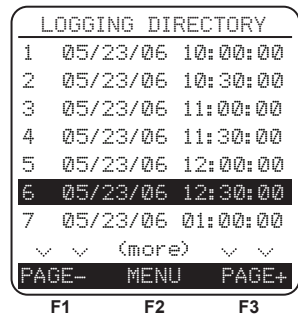 LOGGING DIRECTORY
1 05/23/06 10:00:00
2 05/23/06 10:30:00
3 05/23/06 11:00:00
4 05/23/06 11:30:00
5 05/23/06 12:00:00
6 05/23/06 12:30:00
7 05/23/06 01:00:00
(more)
PAGE- MENU PAGE+
F1 F2 F3